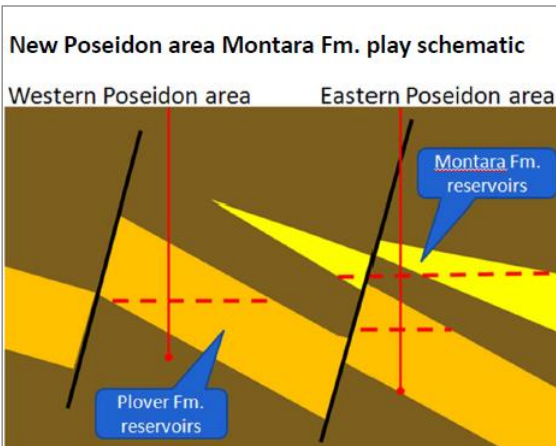 New Poseidon area Montara Fm. play schematic
Western Poseidon area
Eastern Poseidon area
Montara Fm.
reservoirs
Plover Fm.
reservoirs